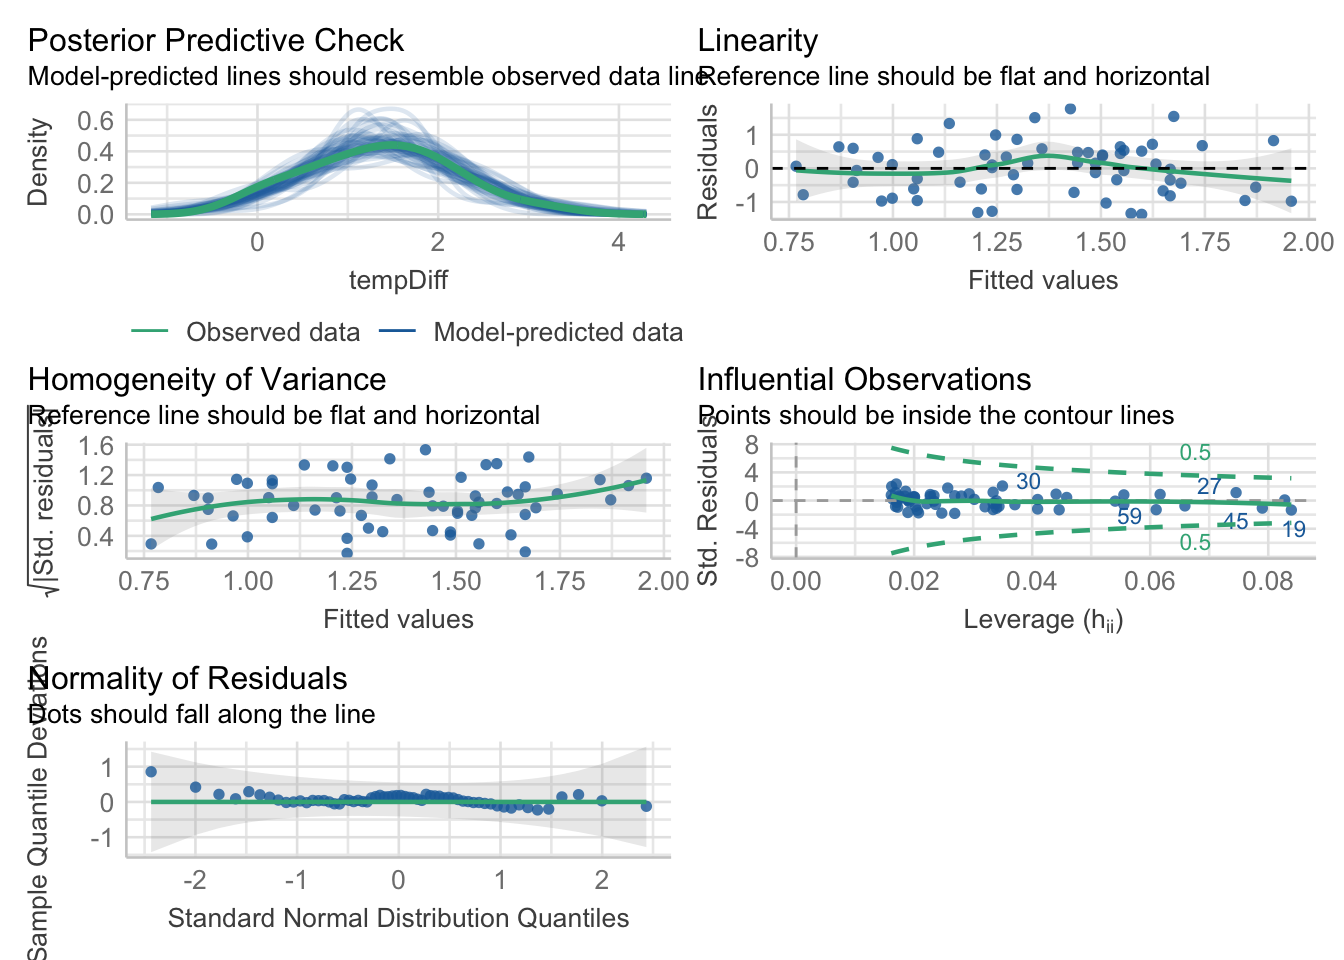 Posterior Predictive Check
Model-predicted lines should resemble observed data line
Density
0.6
0.4
0.2
0.0
0
2
4
tempDiff
Observed data
Model-predicted data
Linearity
Reference line should be flat and horizontal
Residuals
1
0
-1
0.75
1.00
1.25
1.50
1.75
2.00
Fitted values
Homogeneity of Variance
Reference line should be flat and horizontal
√|Std. residuals|
1.6
1.2
0.8
0.4
0.75
1.00
1.25
1.50
1.75
2.00
Fitted values
Influential Observations
Points should be inside the contour lines
Std. Residuals
8
4
0
-4
-8
0.5
30
27
59
45
19
0.5
0.00
0.02
0.04
0.06
0.08
Leverage (hii)
Normality of Residuals
Dots should fall along the line
Sample Quantile Deviations
1
0
-1
-2
-1
0
1
2
Standard Normal Distribution Quantiles